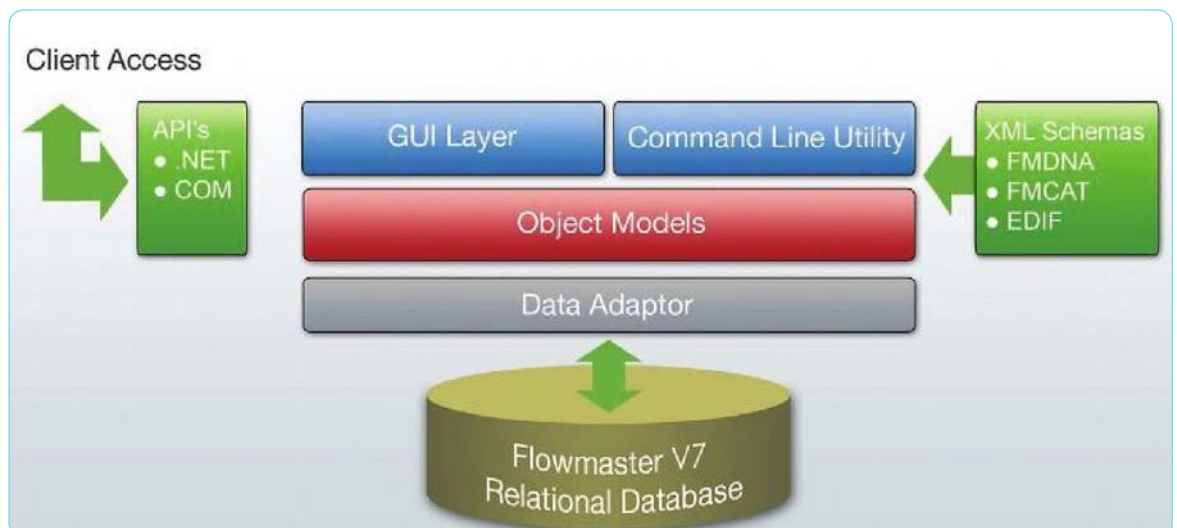 Client Access
API's
• .NET
• COM
GUI Layer
Command Line Utility
XML Schemas
• FMDNA
• FMCAT
• EDIF
Object Models
Data Adaptor
Flowmaster V7
Relational Database